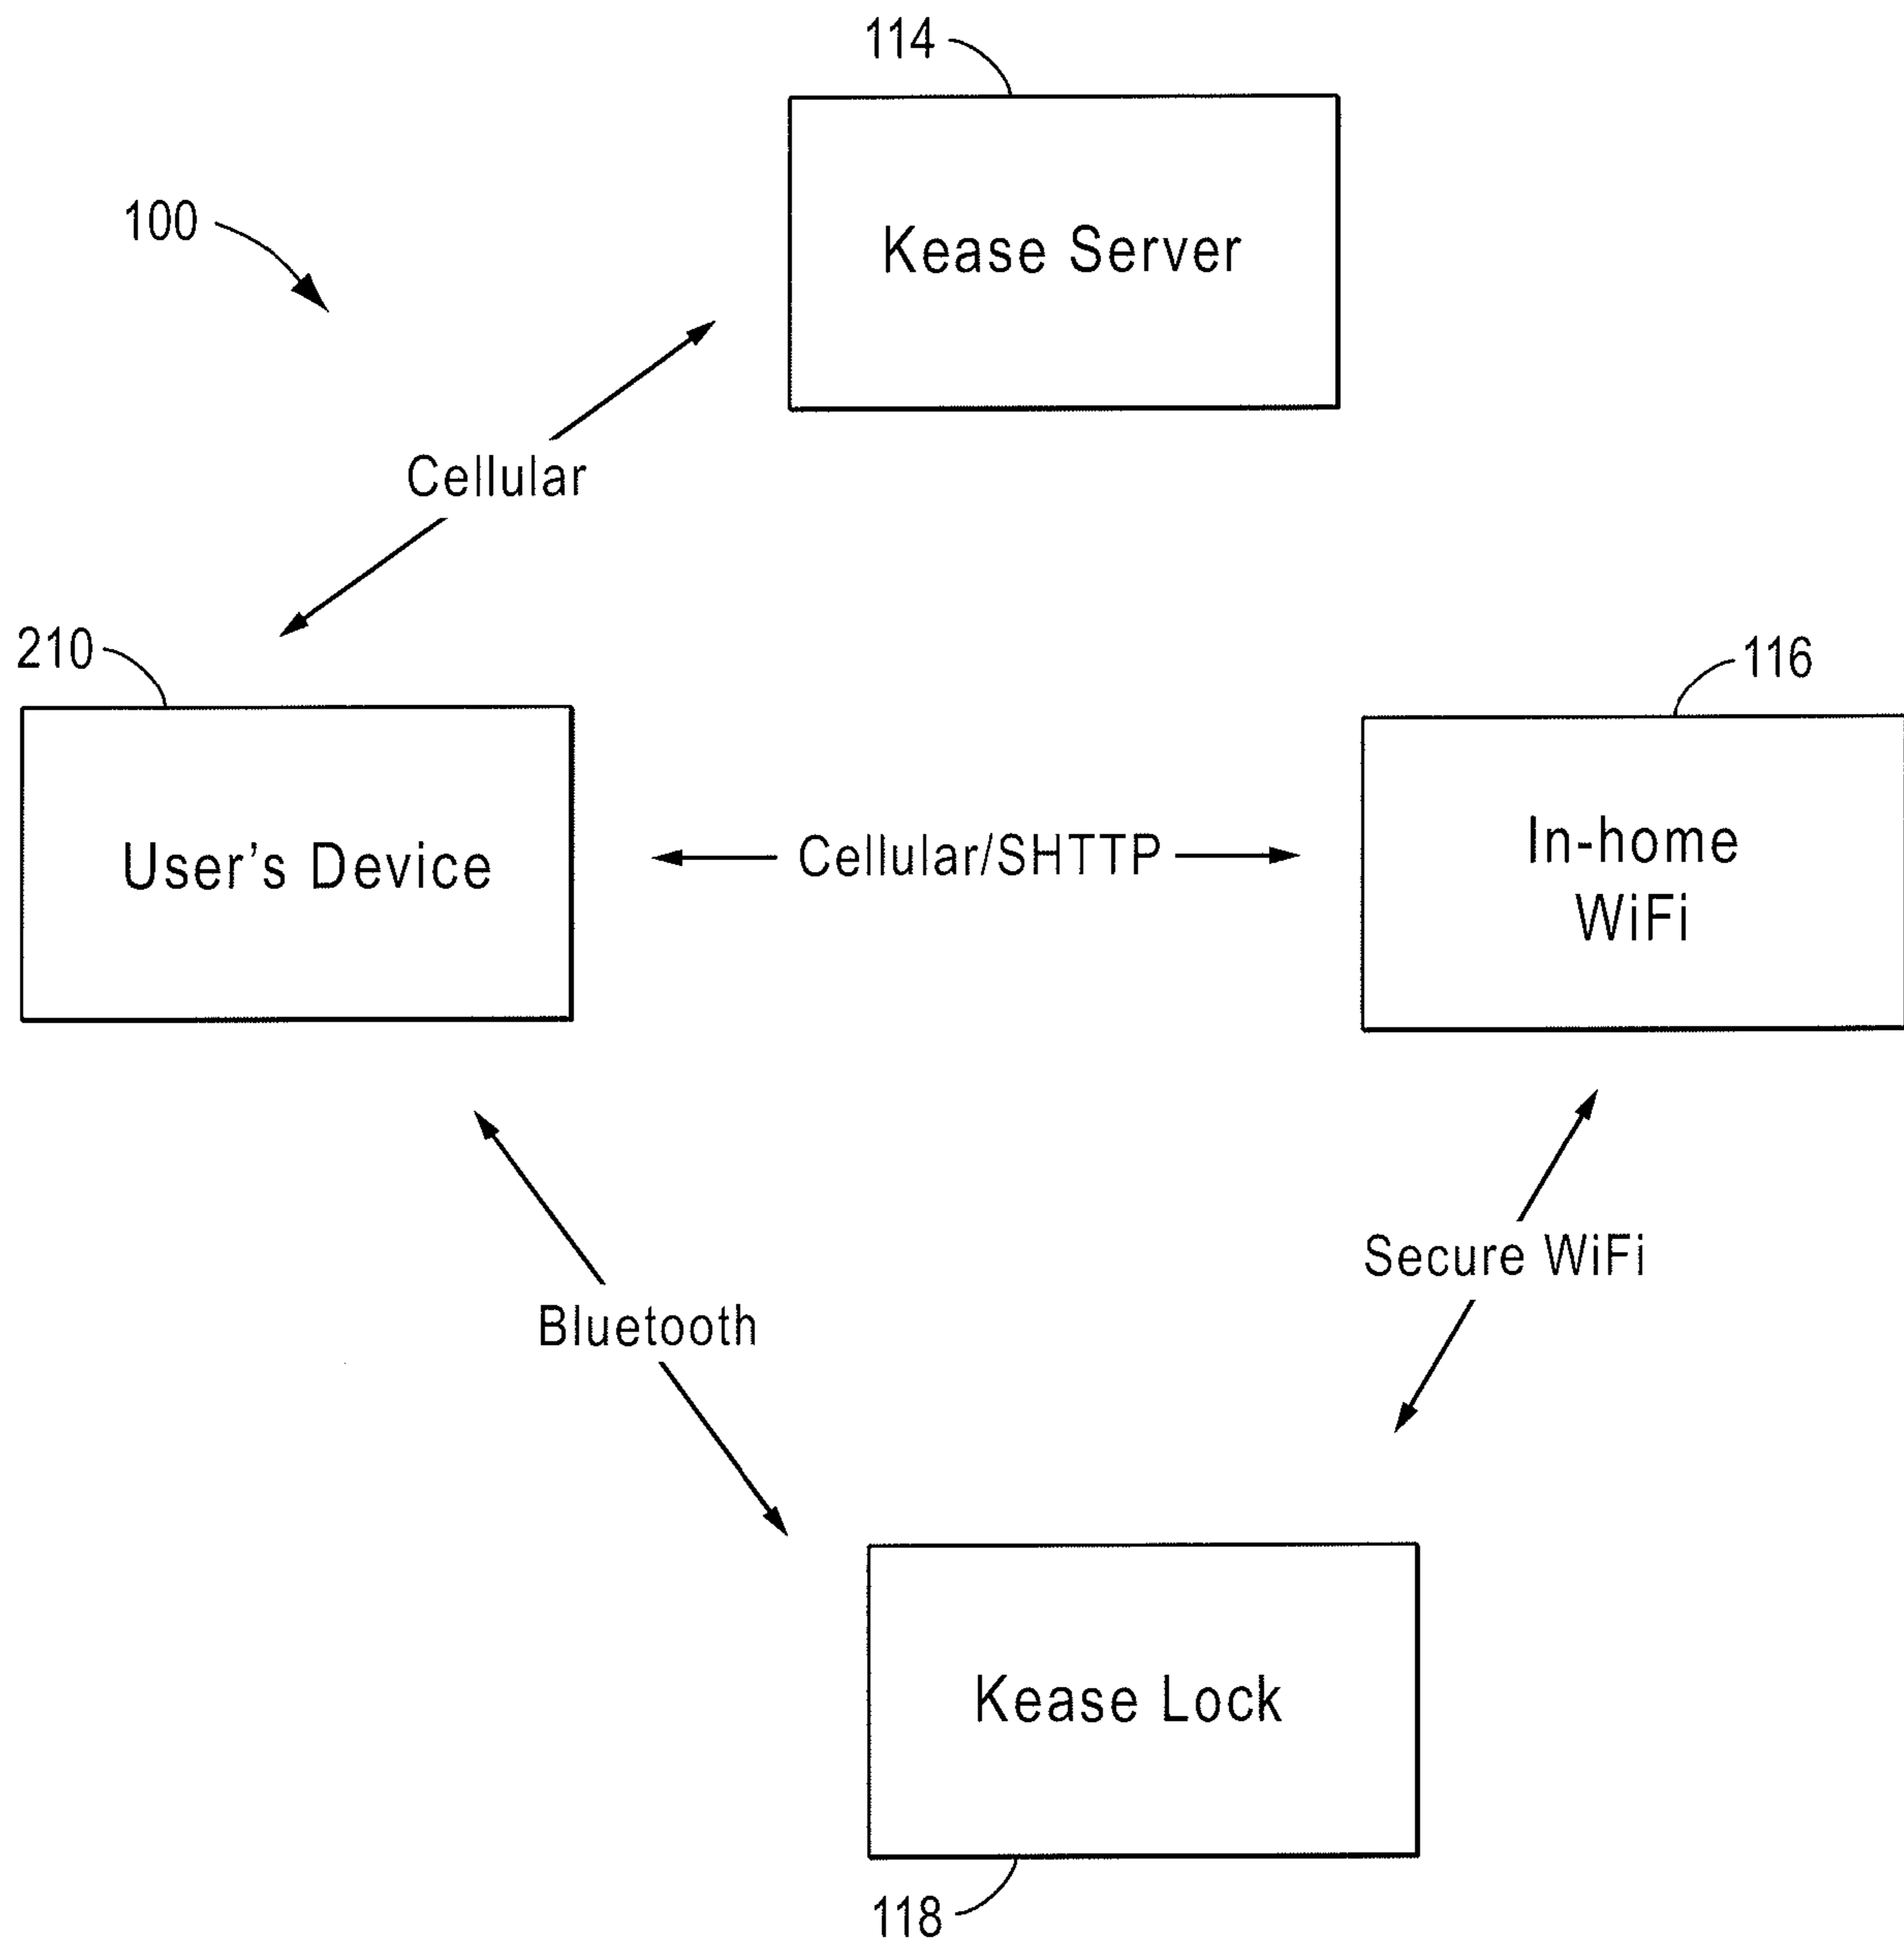 114
100
Kease Server
Cellular
210
116
User's Device
Cellular/SHTTP
In-home
WiFi
Secure WiFi
Bluetooth
Kease Lock
118